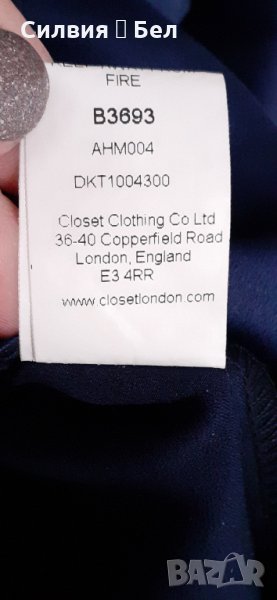 Силвия Бел
FIRE
B3693
AHM004
DKT1004300
Closet Clothing Co Ltd
36-40 Copperfield Road
London, England
E3 4RR
www.closetlondon.com
BAZAR